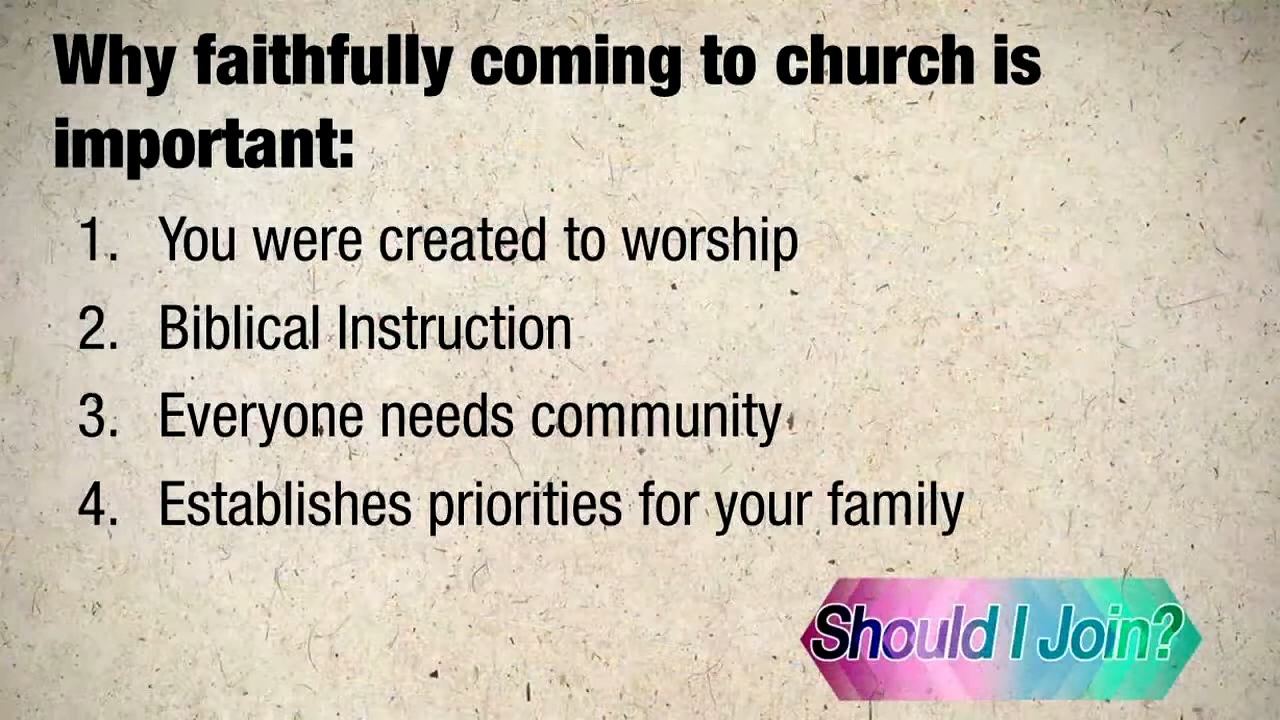 Why faithfully coming to church is
important:
1. You were created to worship
2. Biblical Instruction
3. Everyone needs community
4. Establishes priorities for your family
Should I Join?